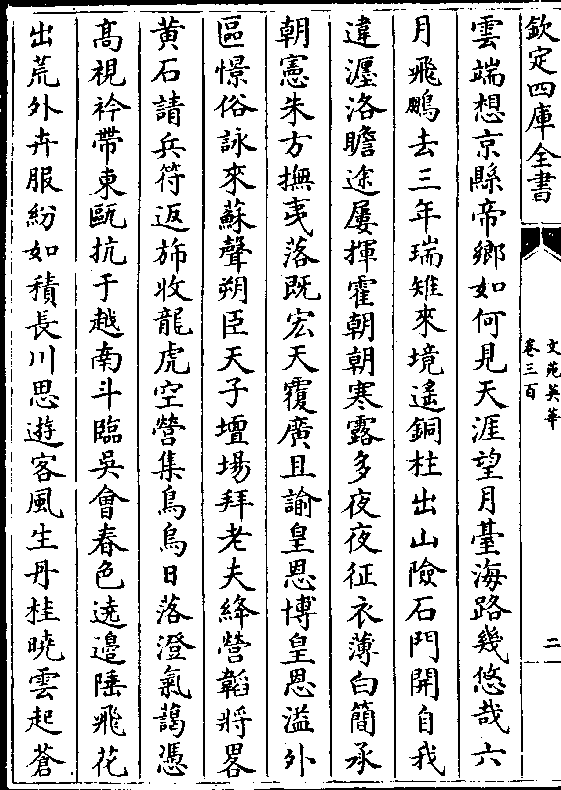 欽定四庫全書
文苑英華
卷三百
二
雲端想京縣帝鄉如何見天涯望月臺海路幾悠哉六
月飛鵬去三年瑞雉來境遥銅柱出山險石門開自我
違瀍洛瞻途屢揮霍朝朝寒露多夜夜征衣薄白簡承
朝憲朱方撫夷落既宏天覆廣且諭皇恩博皇恩溢外
區憬俗詠來蘇聲朔臣天子壇場拜老夫絳營韜將畧
黄石請兵符返斾收龍虎空營集鳥烏日落澄氣藹憑
髙視衿帶東甌抗于越南斗臨吳會春色遶邊陲飛花
出荒外卉服紛如積長川思遊客風生丹桂曉雲起蒼